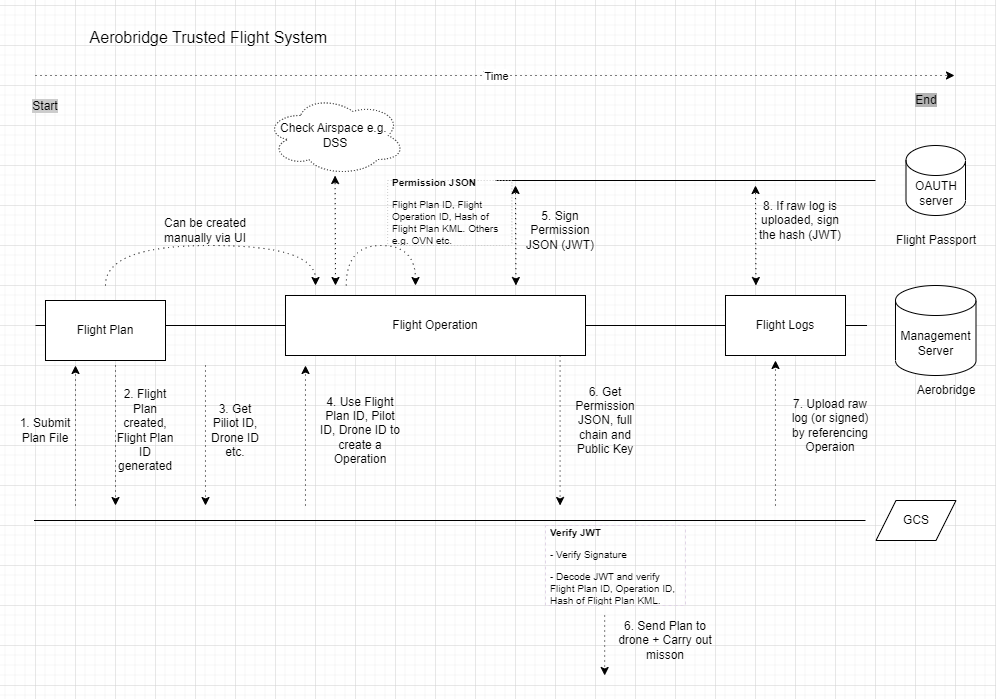 Aerobridge Trusted Flight System
Time
Start
End
Check Airspace e.g.
DSS
OAUTH
server
Flight Passport
Permission JSON
Flight Plan ID, Flight
Operation ID, Hash of
Flight Plan KML. Others
e.g. OVN etc.
5. Sign
Permission
JSON (JWT)
8. If raw log is
uploaded, sign
the hash (JWT)
Can be created
manually via UI
Flight Plan
Flight Operation
Flight Logs
Management
Server
Aerobridge
1. Submit
Plan File
2. Flight
Plan
created,
Flight Plan
ID
generated
3. Get
Piliot ID,
Drone ID
etc.
4. Use Flight
Plan ID, Pilot
ID, Drone ID to
create a
Operation
6. Get
Permission
JSON, full
chain and
Public Key
7. Upload raw
log (or signed)
by referencing
Operaion
GCS
Verify JWT
- Verify Signature
- Decode JWT and verify
Flight Plan ID, Operation ID,
Hash of Flight Plan KML.
6. Send Plan to
drone + Carry out
misson